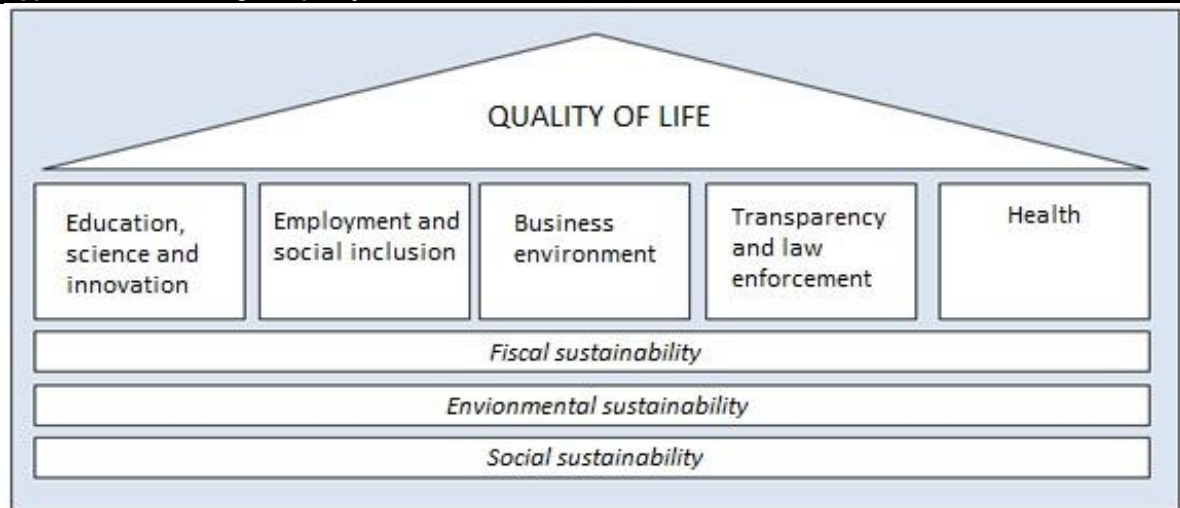 QUALITY OF LIFE
Education,
science and
innovation
Employment and
social inclusion
Business
environment
Transparency
and law
enforcement
Health
Fiscal sustainability
Envionmental sustainability
Social sustainability